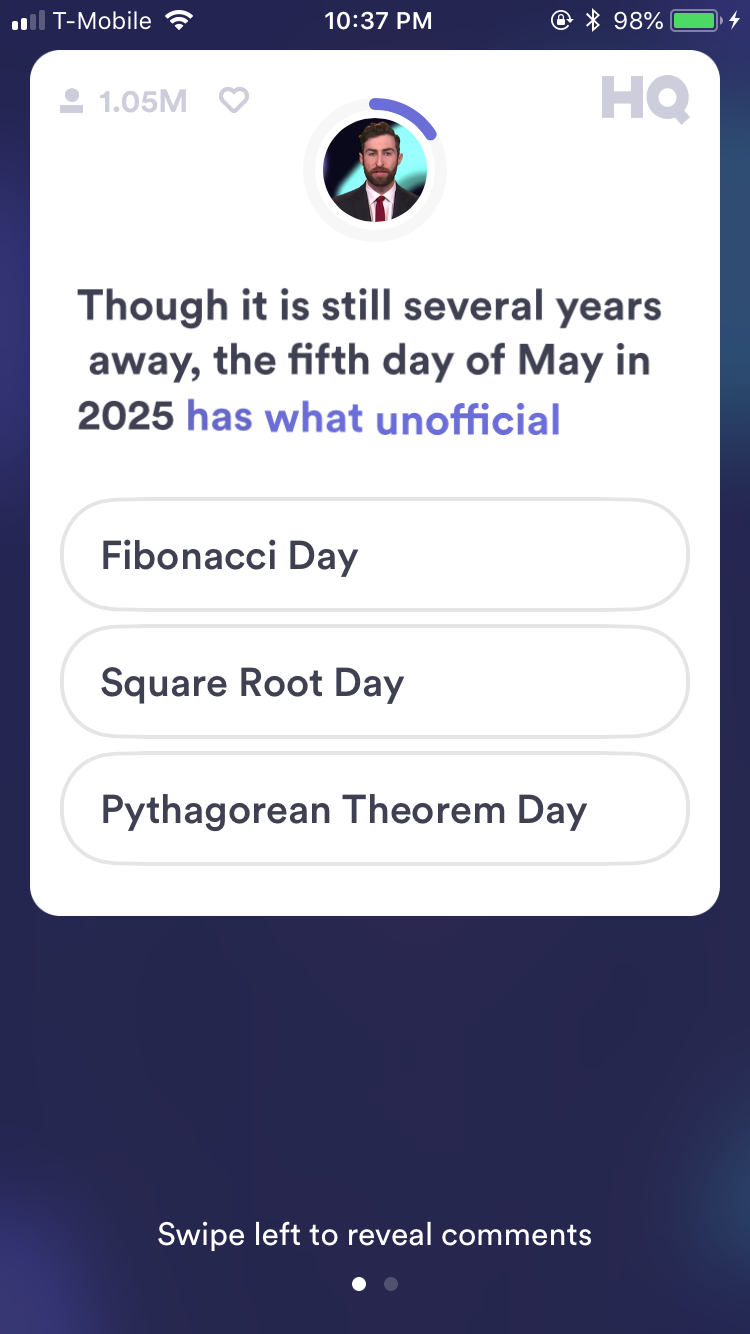 T-Mobile 10:37 PM 98%
1.05M HQ
Though it is still several years
away, the fifth day of May in
2025 has what unofficial
Fibonacci Day
Square Root Day
Pythagorean Theorem Day
Swipe left to reveal comments